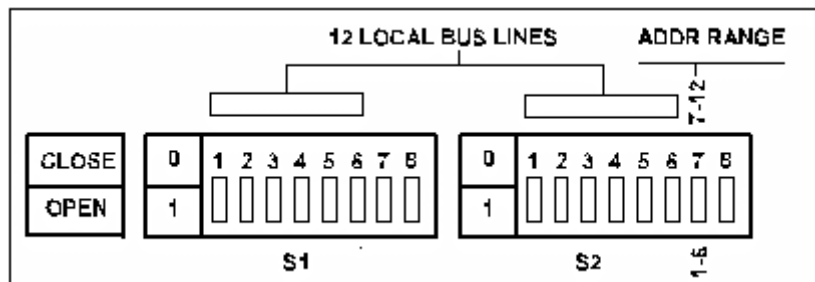 12 LOCAL BUS LINES
ADDR RANGE
7-12
CLOSE 0 1 2 3 4 5 6 7 8
OPEN 1
0 1 2 3 4 5 6 7 8
1
S1
S2
1-6